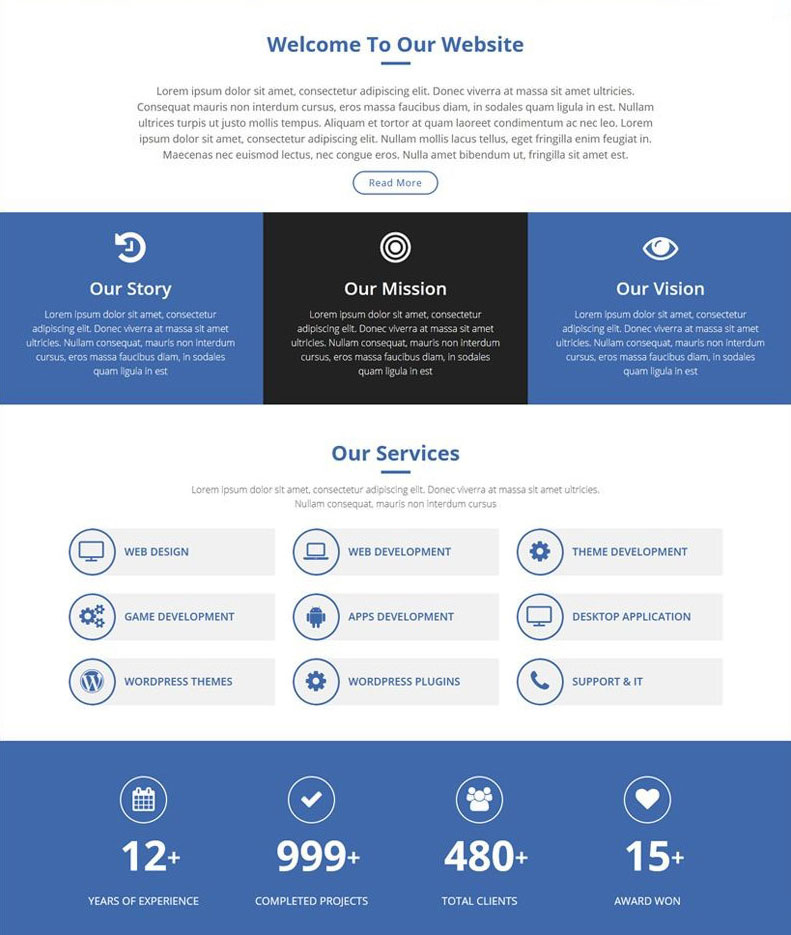 Welcome To Our Website
Lorem ipsum dolor sit amet, consectetur adipiscing elit. Donec viverra at massa sit amet ultricies.
Consequat mauris non interdum cursus, eros massa faucibus diam, in sodales quam ligula in est. Nullam
ultrices turpis ut justo mollis tempus. Aliquam et tortor at quam laoreet condimentum ac nec leo. Lorem
ipsum dolor sit amet, consectetur adipiscing elit. Nullam mollis lacus tellus, eget fringilla enim feugiat in.
Maecenas nec euismod lectus, nec congue eros. Nulla amet bibendum ut, fringilla sit amet est.
Read More
Our Story
Lorem ipsum dolor sit amet, consectetur
adipiscing elit. Donec viverra at massa sit amet
ultricies. Nullam consequat, mauris non interdum
cursus, eros massa faucibus diam, in sodales
quam ligula in est
Our Mission
Lorem ipsum dolor sit amet, consectetur
adipiscing elit. Donec viverra at massa sit amet
ultricies. Nullam consequat, mauris non interdum
cursus, eros massa faucibus diam, in sodales
quam ligula in est
Our Vision
Lorem ipsum dolor sit amet, consectetur
adipiscing elit. Donec viverra at massa sit amet
ultricies. Nullam consequat, mauris non interdum
cursus, eros massa faucibus diam, in sodales
quam ligula in est
Our Services
Lorem ipsum dolor sit amet, consectetur adipiscing elit. Donec viverra at massa sit amet ultricies.
Nullam consequat, mauris non interdum cursus
WEB DESIGN
WEB DEVELOPMENT
THEME DEVELOPMENT
GAME DEVELOPMENT
APPS DEVELOPMENT
DESKTOP APPLICATION
WORDPRESS THEMES
WORDPRESS PLUGINS
SUPPORT & IT
12+
YEARS OF EXPERIENCE
999+
COMPLETED PROJECTS
480+
TOTAL CLIENTS
15+
AWARD WON